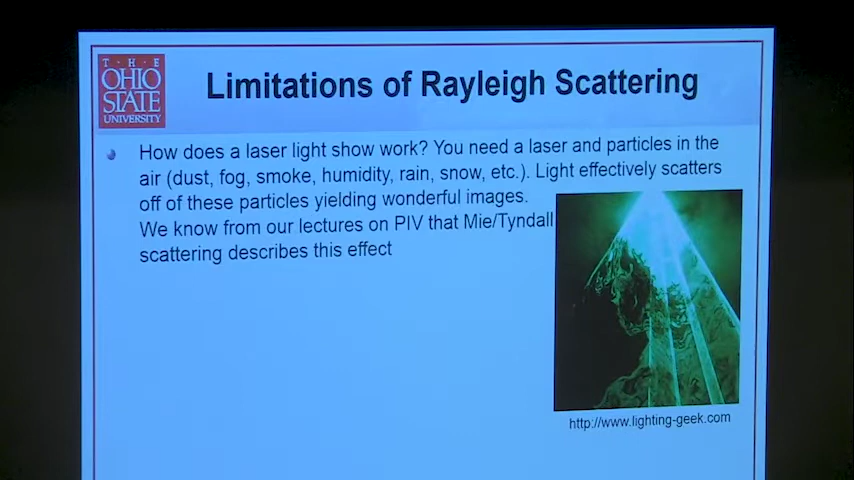 T · H · E
OHIO
STATE
UNIVERSITY
Limitations of Rayleigh Scattering
How does a laser light show work? You need a laser and particles in the
air (dust, fog, smoke, humidity, rain, snow, etc.). Light effectively scatters
off of these particles yielding wonderful images.
We know from our lectures on PIV that Mie/Tyndall
scattering describes this effect
http://www.lighting-geek.com